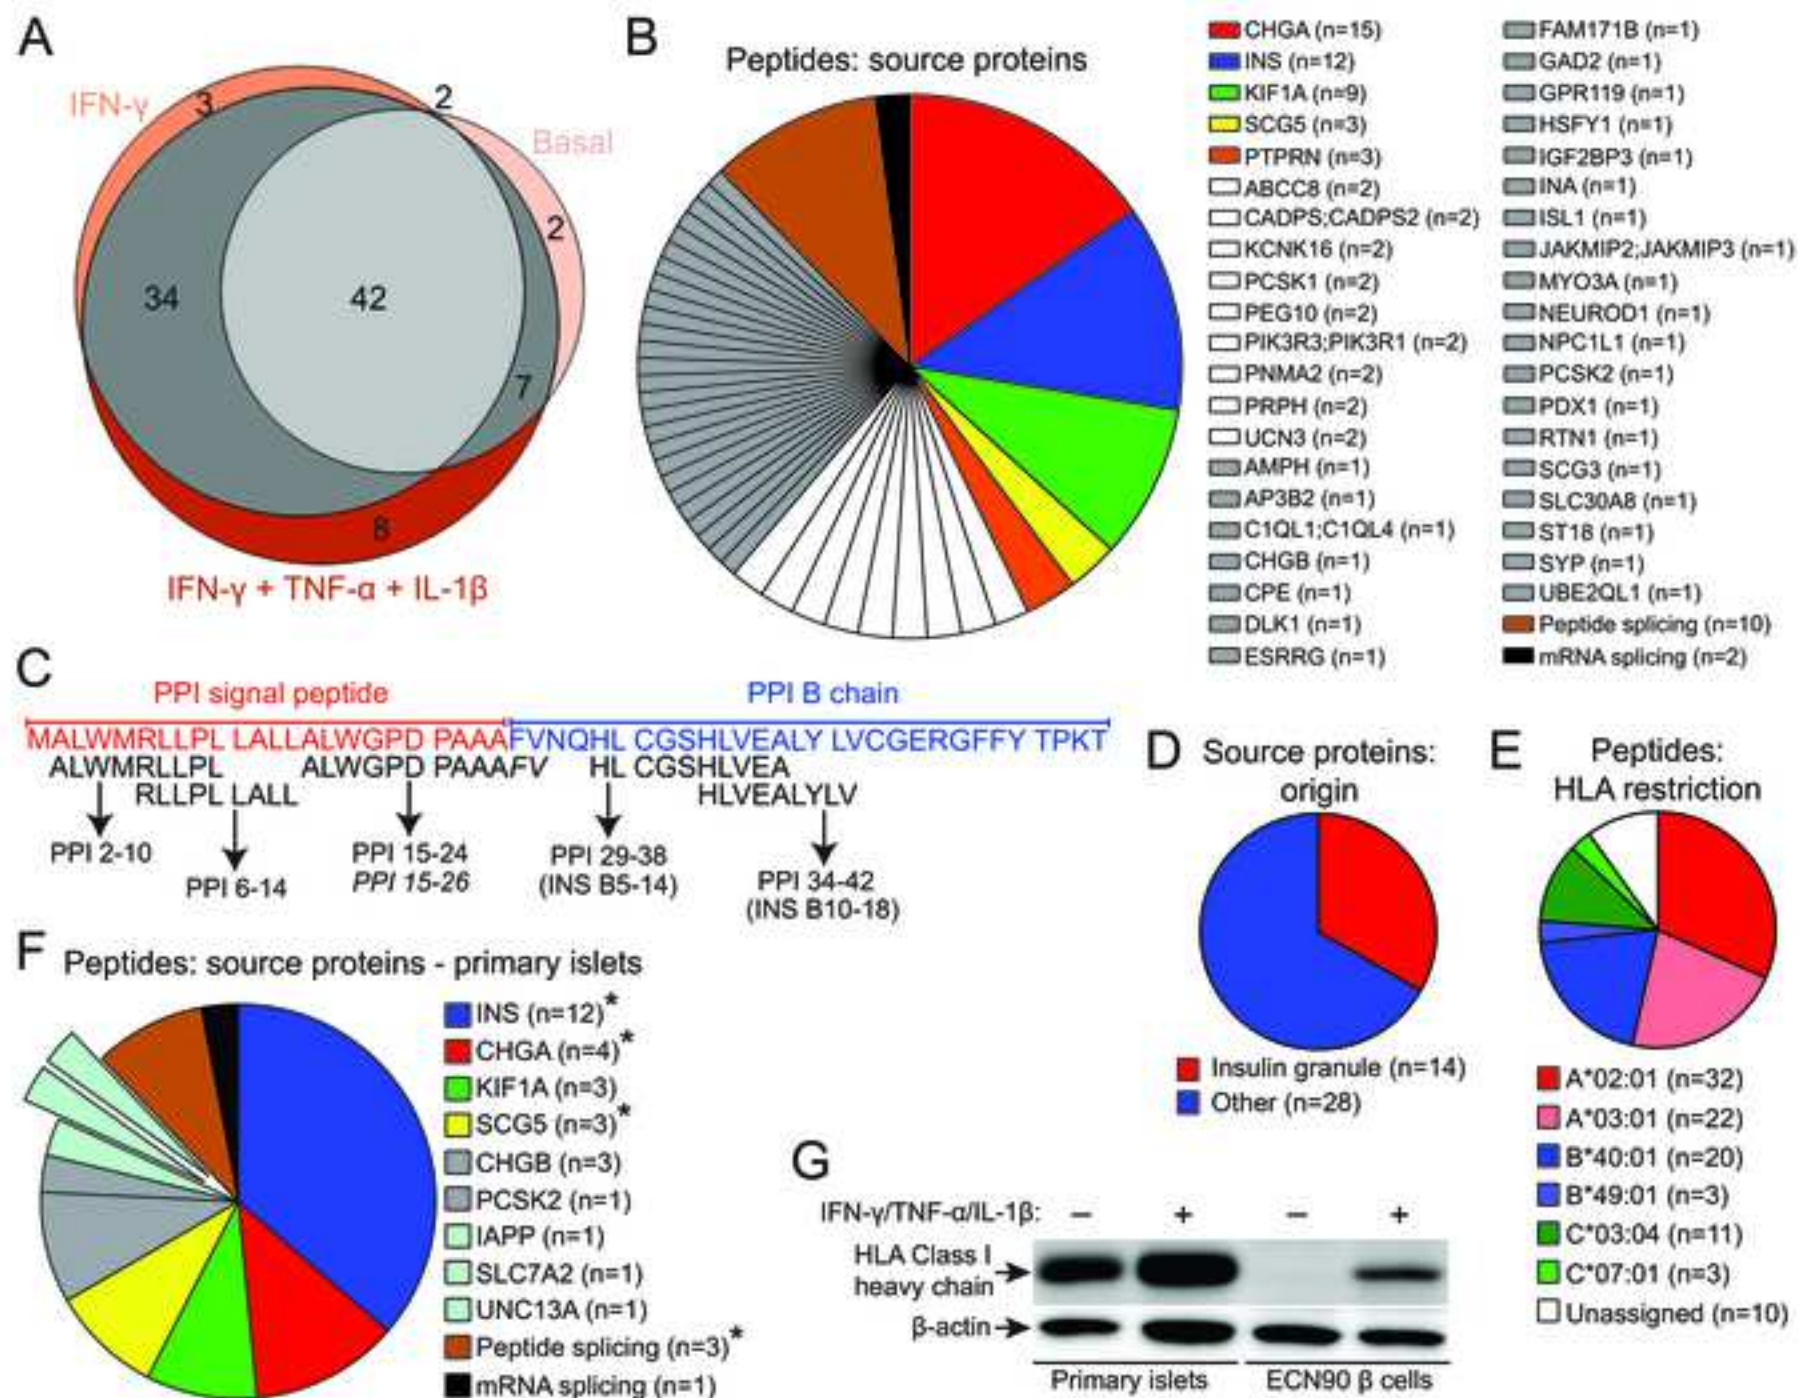 A
IFN-γ
3
2
Basal
2
34
42
7
8
IFN-γ + TNF-α + IL-1β
B
Peptides: source proteins
CHGA (n=15)
INS (n=12)
KIF1A (n=9)
SCG5 (n=3)
PTPRN (n=3)
ABCC8 (n=2)
CADPS;CADPS2 (n=2)
KCNK16 (n=2)
PCSK1 (n=2)
PEG10 (n=2)
PIK3R3;PIK3R1 (n=2)
PNMA2 (n=2)
PRPH (n=2)
UCN3 (n=2)
AMPH (n=1)
AP3B2 (n=1)
C1QL1;C1QL4 (n=1)
CHGB (n=1)
CPE (n=1)
DLK1 (n=1)
ESRRG (n=1)
FAM171B (n=1)
GAD2 (n=1)
GPR119 (n=1)
HSFY1 (n=1)
IGF2BP3 (n=1)
INA (n=1)
ISL1 (n=1)
JAKMIP2;JAKMIP3 (n=1)
MYO3A (n=1)
NEUROD1 (n=1)
NPC1L1 (n=1)
PCSK2 (n=1)
PDX1 (n=1)
RTN1 (n=1)
SCG3 (n=1)
SLC30A8 (n=1)
ST18 (n=1)
SYP (n=1)
UBE2QL1 (n=1)
Peptide splicing (n=10)
mRNA splicing (n=2)
C
PPI signal peptide PPI B chain
MALWMRLLPL LALLALWGPD PAAAFVNQHL CGSHLVEALY LVCGERGFFY TPKT
ALWMRLLPL ALWGPD PAAAFV HL CGSHLVEA
RLLPL LALL HLVEALYLV
PPI 2-10
PPI 6-14
PPI 15-24
PPI 15-26
PPI 29-38
(INS B5-14)
PPI 34-42
(INS B10-18)
D
Source proteins:
origin
Insulin granule (n=14)
Other (n=28)
E
Peptides:
HLA restriction
A*02:01 (n=32)
A*03:01 (n=22)
B*40:01 (n=20)
B*49:01 (n=3)
C*03:04 (n=11)
C*07:01 (n=3)
Unassigned (n=10)
F
Peptides: source proteins - primary islets
INS (n=12)*
CHGA (n=4)*
KIF1A (n=3)
SCG5 (n=3)*
CHGB (n=3)
PCSK2 (n=1)
IAPP (n=1)
SLC7A2 (n=1)
UNC13A (n=1)
Peptide splicing (n=3)*
mRNA splicing (n=1)
G
IFN-γ/TNF-α/IL-1β: − + − +
HLA Class I
heavy chain
β-actin
Primary islets ECN90 β cells